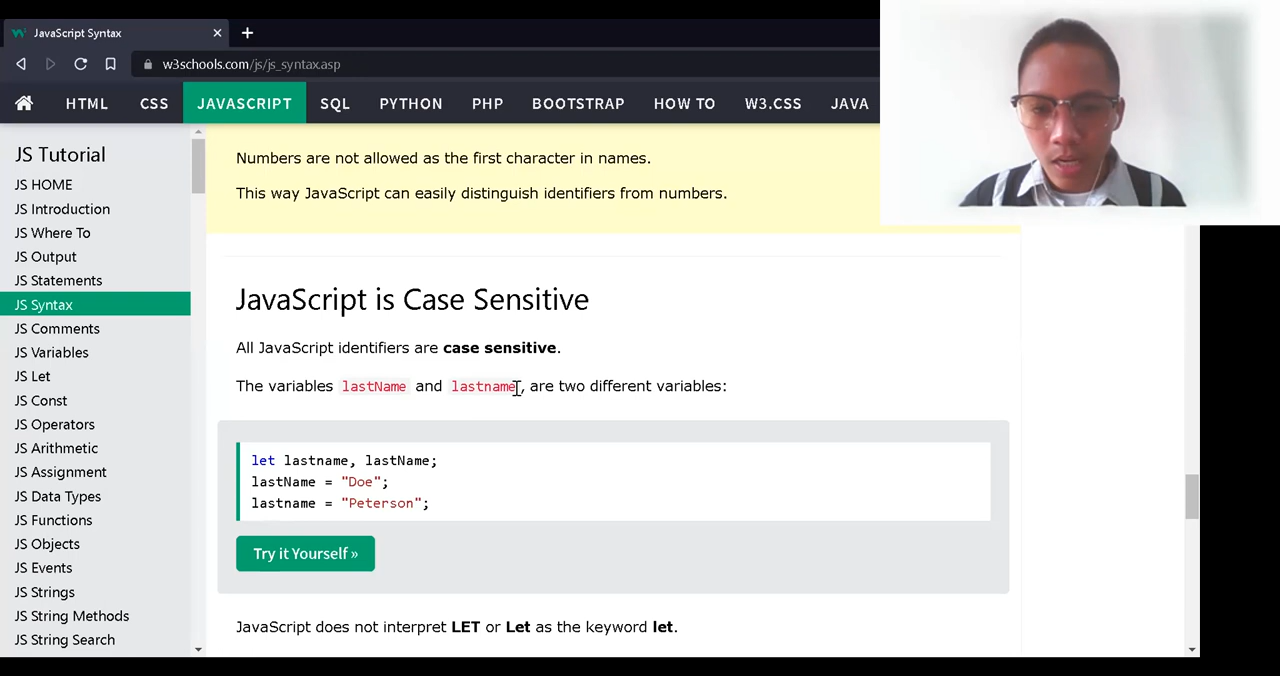 JavaScript Syntax
w3schools.com/js/js_syntax.asp
HTML CSS JAVASCRIPT SQL PYTHON PHP BOOTSTRAP HOW TO W3.CSS JAVA
JS Tutorial
JS HOME
JS Introduction
JS Where To
JS Output
JS Statements
JS Syntax
JS Comments
JS Variables
JS Let
JS Const
JS Operators
JS Arithmetic
JS Assignment
JS Data Types
JS Functions
JS Objects
JS Events
JS Strings
JS String Methods
JS String Search
Numbers are not allowed as the first character in names.
This way JavaScript can easily distinguish identifiers from numbers.
JavaScript is Case Sensitive
All JavaScript identifiers are case sensitive.
The variables lastName and lastname, are two different variables:
let lastname, lastName;
lastName = "Doe";
lastname = "Peterson";
Try it Yourself »
JavaScript does not interpret LET or Let as the keyword let.